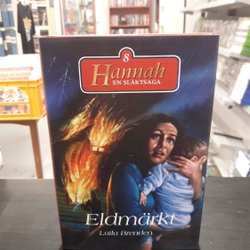 8
Hannah
EN SLÄKTSAGA
Eldmärkt
Laila Brenden